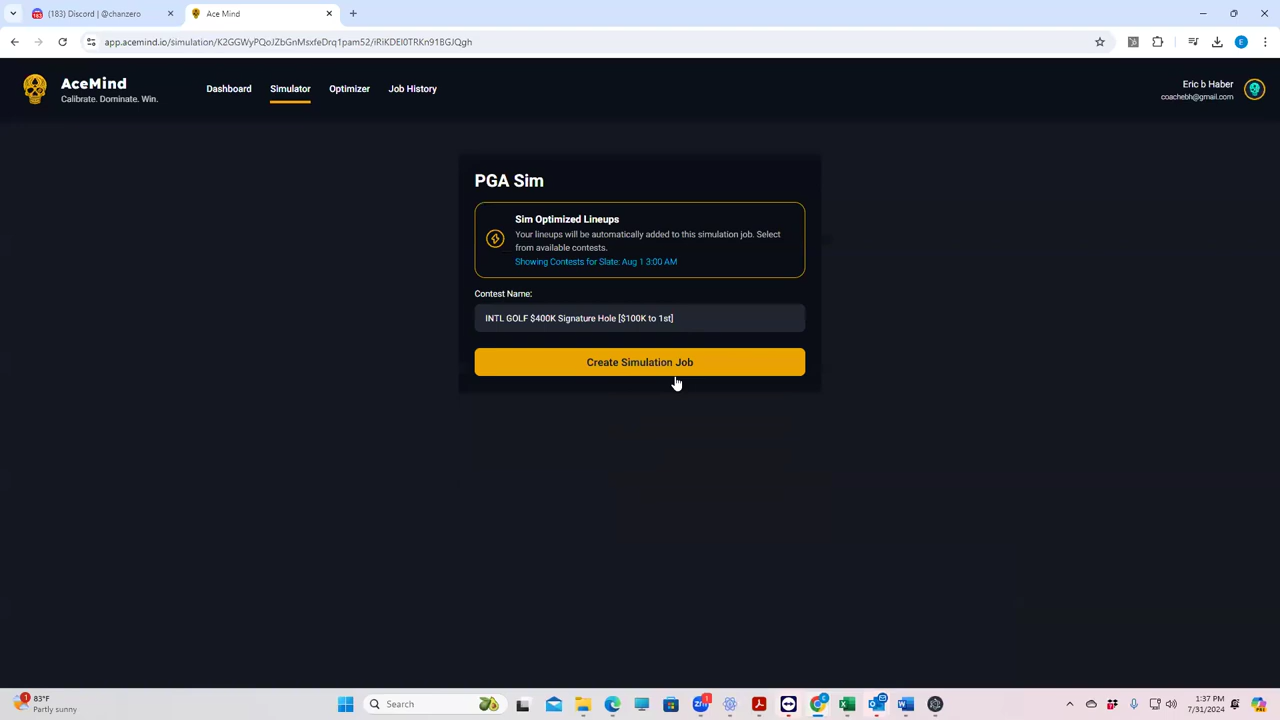 (183) Discord | @chanzero
Ace Mind
app.acemind.io/simulation/K2GGWyPQoJZbGnMsxfeDrq1pam52/iRiKDEI0TRKn91BGJQgh
AceMind
Calibrate. Dominate. Win.
Dashboard
Simulator
Optimizer
Job History
Eric b Haber
coachebh@gmail.com
PGA Sim
Sim Optimized Lineups
Your lineups will be automatically added to this simulation job. Select
from available contests.
Showing Contests for Slate: Aug 1 3:00 AM
Contest Name:
INTL GOLF $400K Signature Hole [$100K to 1st]
Create Simulation Job
83°F
Partly sunny
Search
1:37 PM
7/31/2024